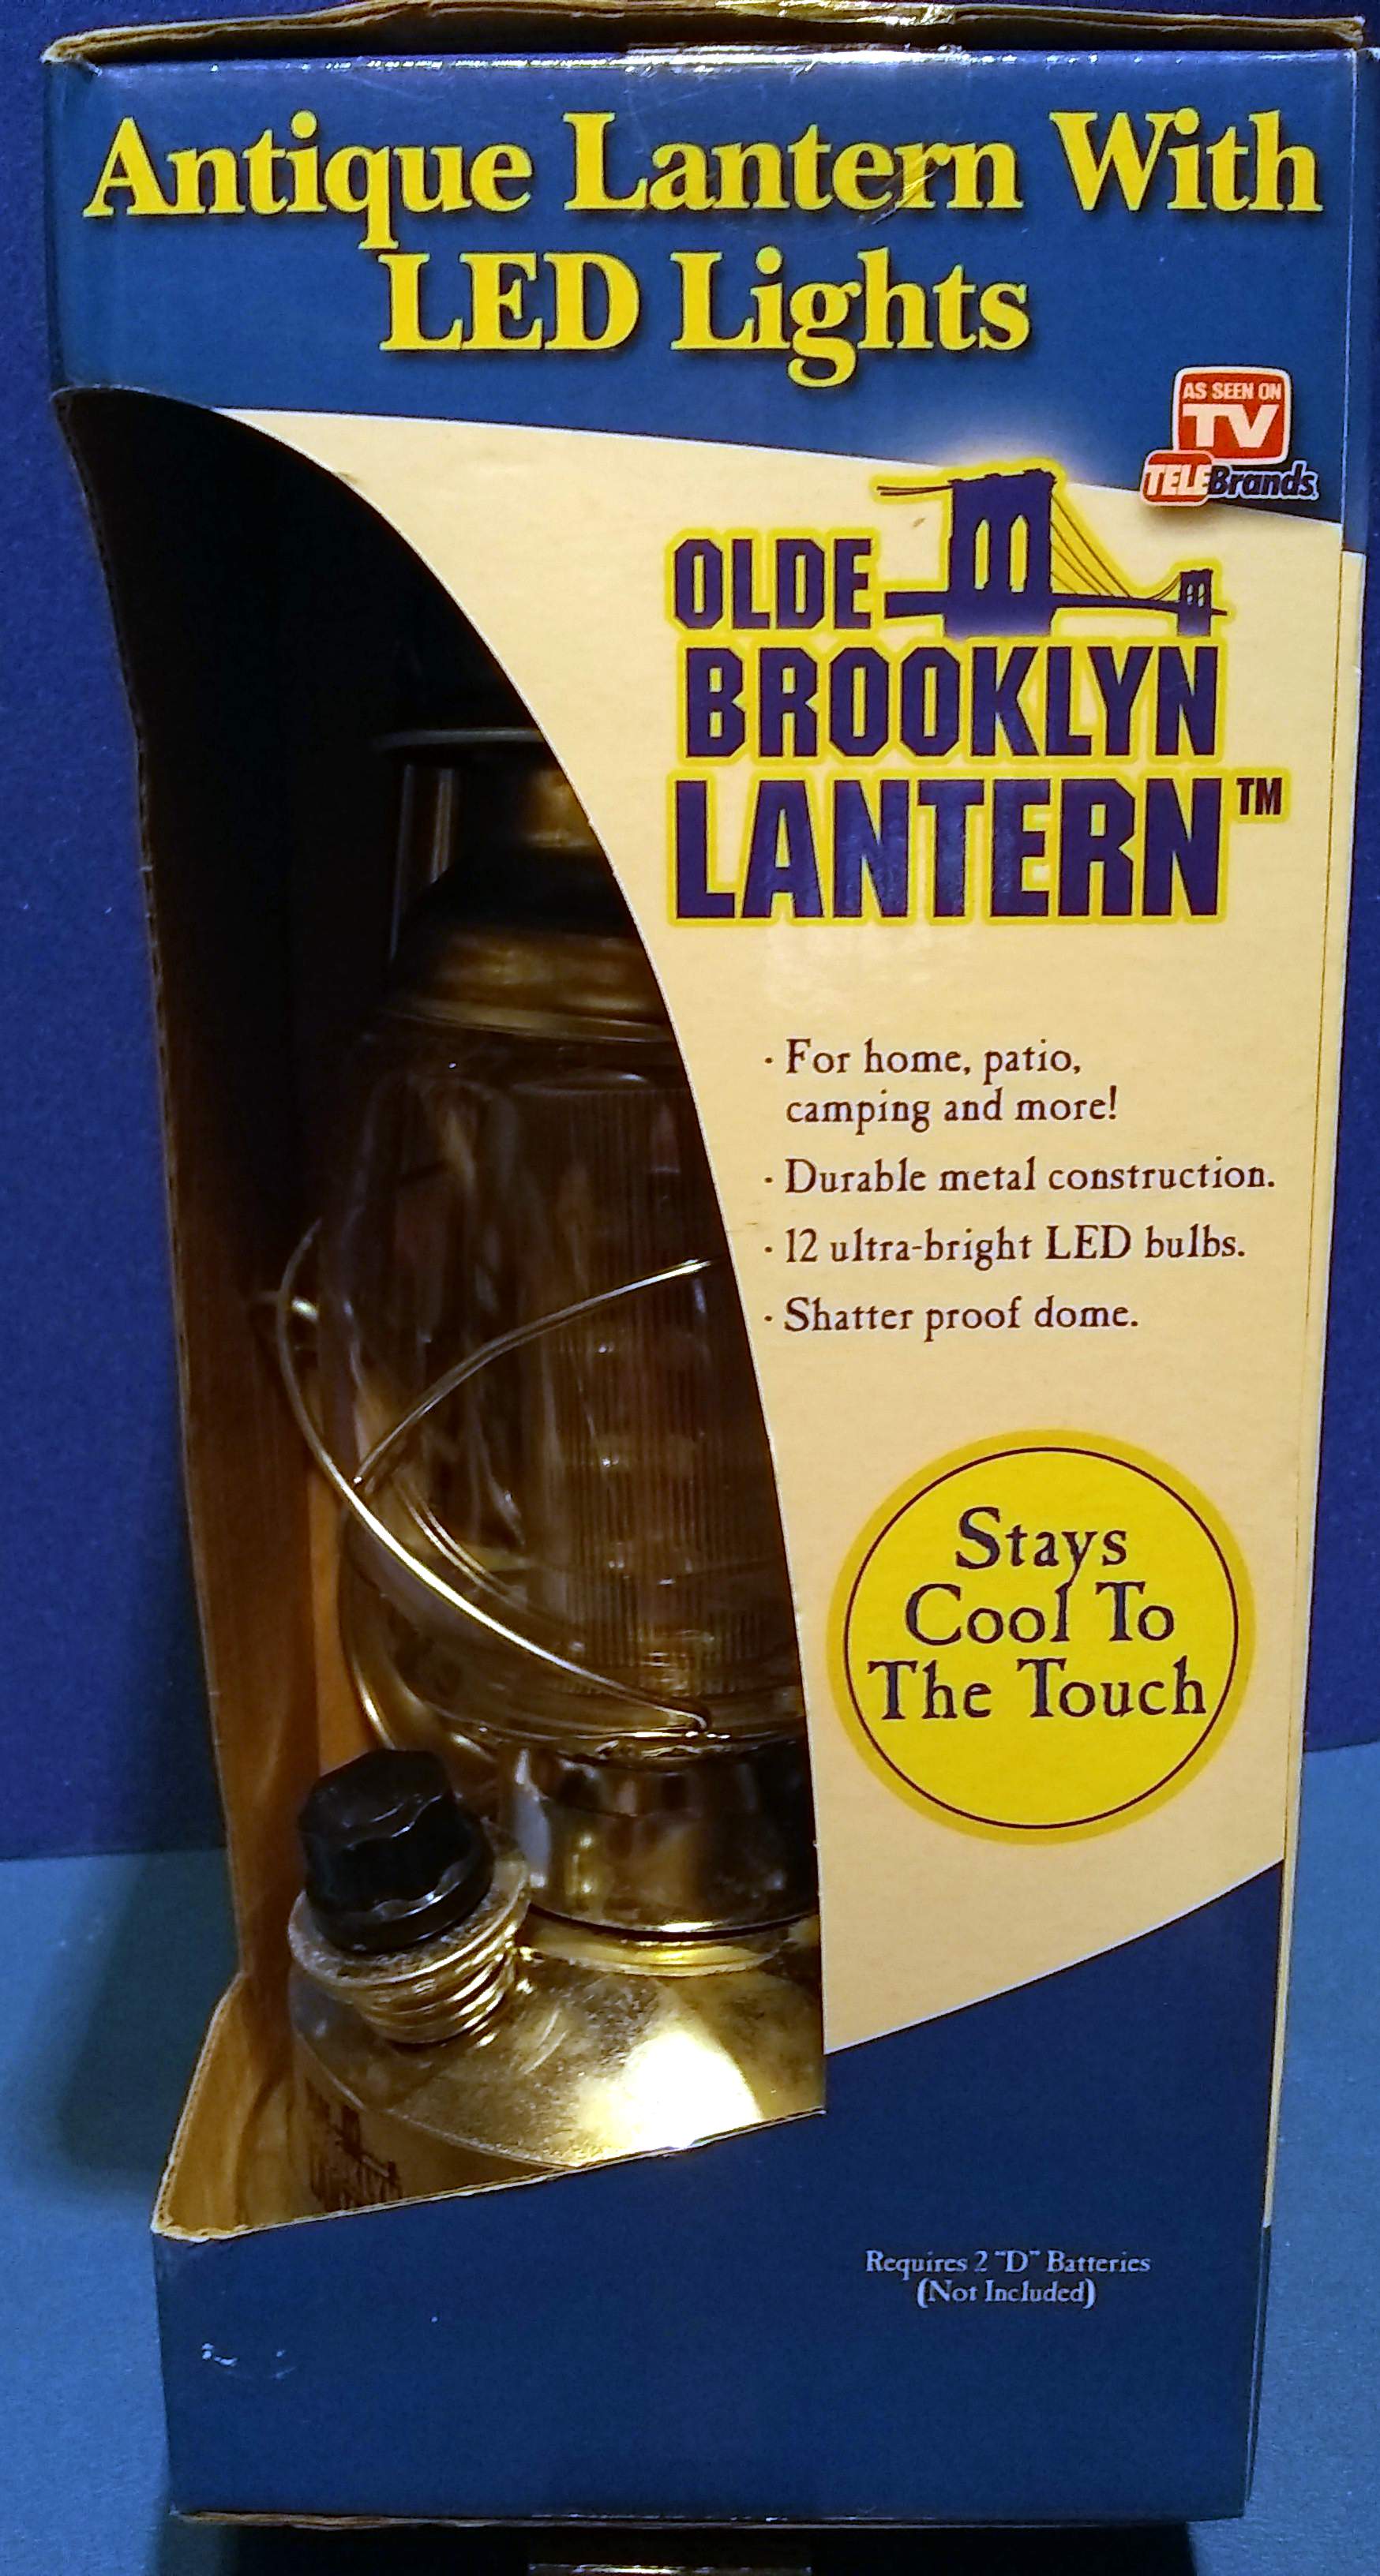 Antique Lantern With
LED Lights
AS SEEN ON
TV
TELEBrands
OLDE
BROOKLYN
LANTERN™
· For home, patio,
camping and more!
· Durable metal construction.
· 12 ultra-bright LED bulbs.
· Shatter proof dome.
Stays
Cool To
The Touch
Requires 2 "D" Batteries
(Not Included)